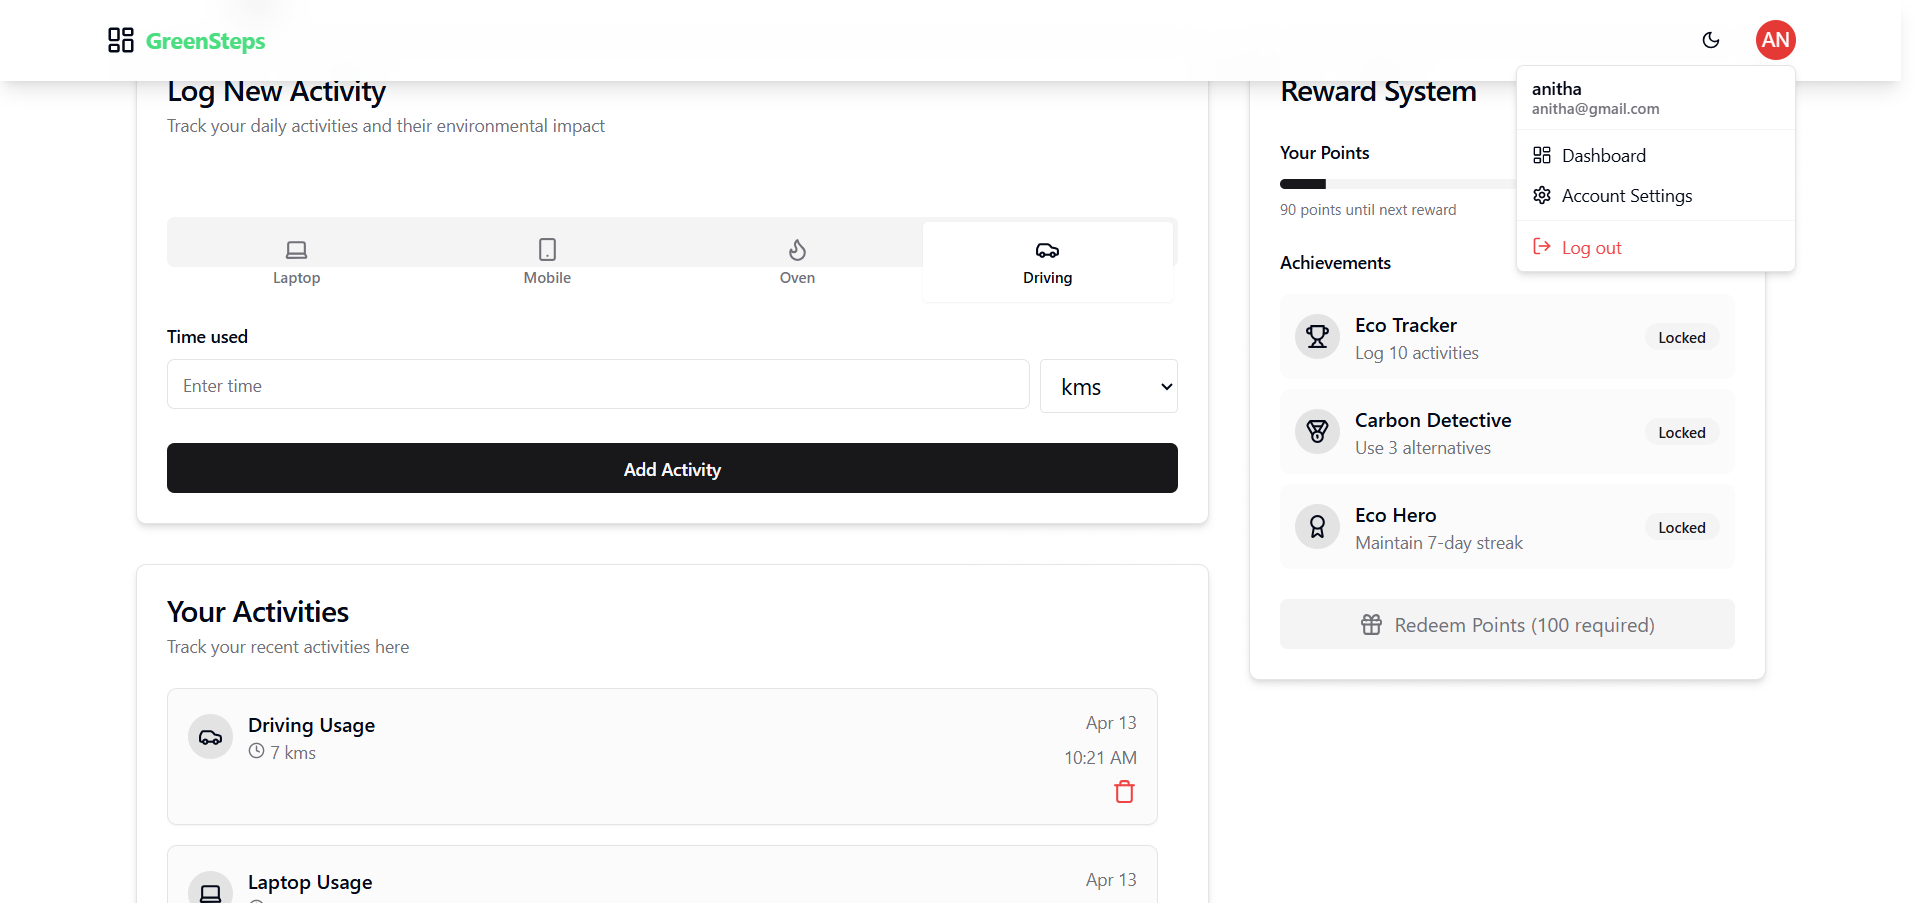 GreenSteps
AN
anitha
anitha@gmail.com
Dashboard
Account Settings
Log out
Log New Activity
Track your daily activities and their environmental impact
Laptop
Mobile
Oven
Driving
Time used
Enter time
kms
Add Activity
Your Activities
Track your recent activities here
Driving Usage
7 kms
Apr 13
10:21 AM
Laptop Usage
Apr 13
Reward System
Your Points
90 points until next reward
Achievements
Eco Tracker
Log 10 activities
Locked
Carbon Detective
Use 3 alternatives
Locked
Eco Hero
Maintain 7-day streak
Locked
Redeem Points (100 required)